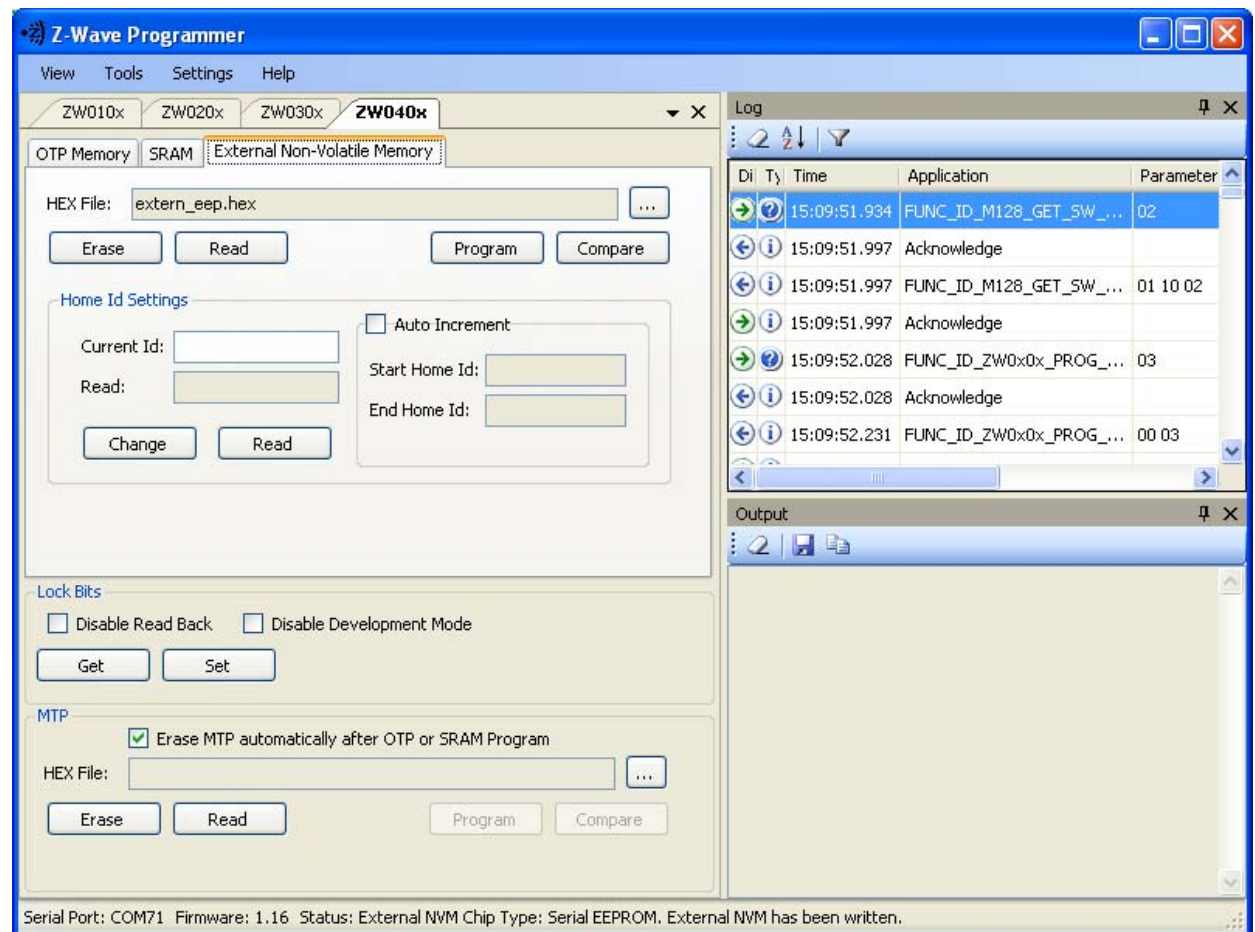 Z-Wave Programmer
View Tools Settings Help
ZW010x ZW020x ZW030x ZW040x
OTP Memory SRAM External Non-Volatile Memory
HEX File: extern_eep.hex ...
Erase Read Program Compare
Home Id Settings
Auto Increment
Current Id:
Start Home Id:
Read:
End Home Id:
Change Read
Lock Bits
Disable Read Back Disable Development Mode
Get Set
MTP
Erase MTP automatically after OTP or SRAM Program
HEX File: ...
Erase Read Program Compare
Log
Di Ty Time Application Parameter
15:09:51.934 FUNC_ID_M128_GET_SW_... 02
15:09:51.997 Acknowledge
15:09:51.997 FUNC_ID_M128_GET_SW_... 01 10 02
15:09:51.997 Acknowledge
15:09:52.028 FUNC_ID_ZW0x0x_PROG_... 03
15:09:52.028 Acknowledge
15:09:52.231 FUNC_ID_ZW0x0x_PROG_... 00 03
Output
Serial Port: COM71 Firmware: 1.16 Status: External NVM Chip Type: Serial EEPROM. External NVM has been written.